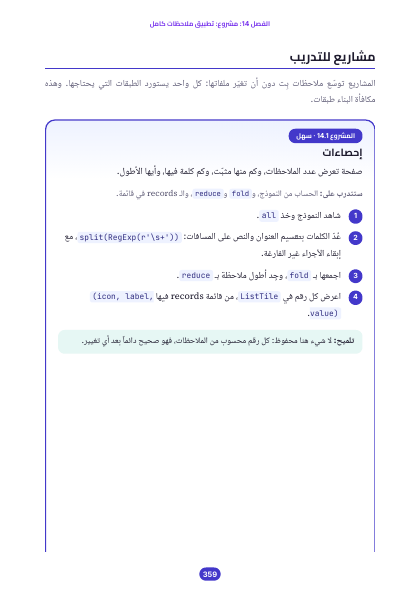 الفصل 14: مشروع: تطبيق ملاحظات كامل
مشاريع للتدريب
المشاريع توسّع ملاحظات بِت دون أن تغيّر ملفاتها: كل واحد يستورد الطبقات التي يحتاجها. وهذه
مكافأة البناء طبقات.
المشروع 14.1 · سهل
إحصاءات
صفحة تعرض عدد الملاحظات، وكم منها مثبّت، وكم كلمة فيها، وأيها الأطول.
ستتدرب على: الحساب من النموذج، و fold و reduce ، والـ records في قائمة.
1 شاهد النموذج وخذ all .
2 عُدّ الكلمات بتقسيم العنوان والنص على المسافات: split(RegExp(r'\s+')) ، مع
إبقاء الأجزاء غير الفارغة.
3 اجمعها بـ fold ، وجِد أطول ملاحظة بـ reduce .
4 اعرض كل رقم في ListTile ، من قائمة records فيها (icon, label,
value).
تلميح: لا شيء هنا محفوظ: كل رقم محسوب من الملاحظات، فهو صحيح دائماً بعد أي تغيير.
359